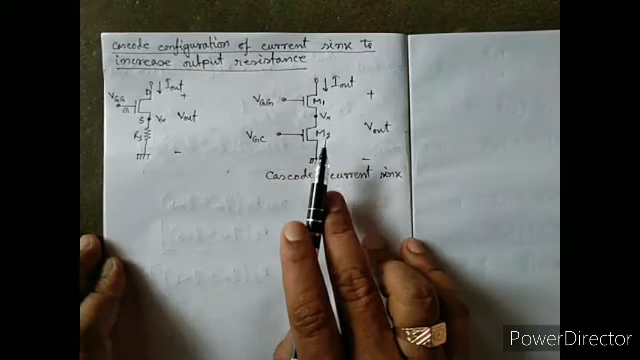 cascode configuration of current sink to
increase output resistance
Iout
D
+
VGG
G
S
Vx
Vout
Rs
-
Iout
VGG
M1
+
Vx
VGC
M2
Vout
-
Cascode current sink
PowerDirector